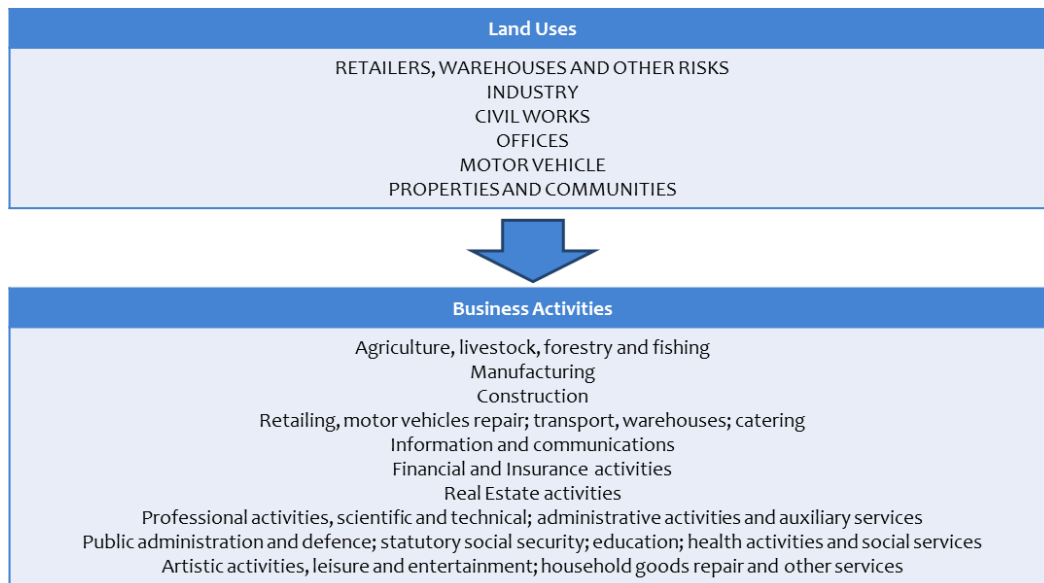 Land Uses
RETAILERS, WAREHOUSES AND OTHER RISKS
INDUSTRY
CIVIL WORKS
OFFICES
MOTOR VEHICLE
PROPERTIES AND COMMUNITIES
Business Activities
Agriculture, livestock, forestry and fishing
Manufacturing
Construction
Retailing, motor vehicles repair; transport, warehouses; catering
Information and communications
Financial and Insurance activities
Real Estate activities
Professional activities, scientific and technical; administrative activities and auxiliary services
Public administration and defence; statutory social security; education; health activities and social services
Artistic activities, leisure and entertainment; household goods repair and other services